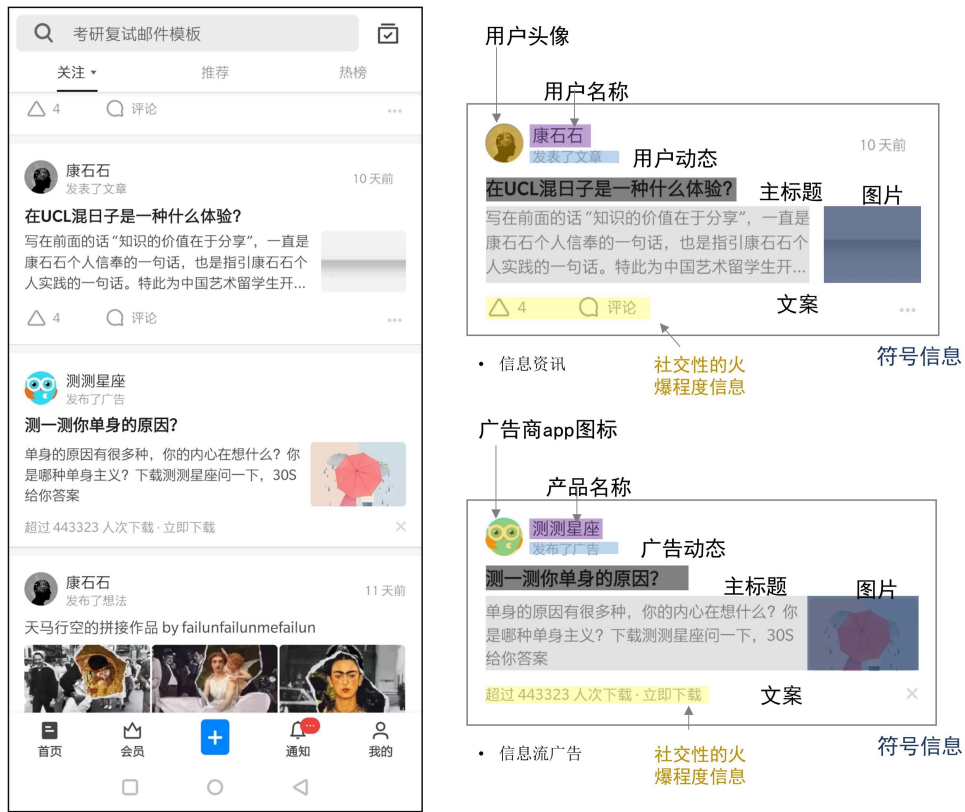 考研复试邮件模板
关注
推荐
热榜
4
评论
康石石
发表了文章
10 天前
在UCL混日子是一种什么体验？
写在前面的话 “知识的价值在于分享”，一直是
康石石个人信奉的一句话，也是指引康石石个
人实践的一句话。特此为中国艺术留学生开...
4
评论
测测星座
发布了广告
测一测你单身的原因？
单身的原因有很多种，你的内心在想什么？你
是哪种单身主义？下载测测星座问一下，30S
给你答案
超过 443323 人次下载 · 立即下载
康石石
发布了想法
11 天前
天马行空的拼接作品 by failunfailunmefailun
首页
会员
通知
我的
用户头像
用户名称
康石石
发表了文章
用户动态
10 天前
在UCL混日子是一种什么体验？
主标题
图片
写在前面的话 “知识的价值在于分享”，一直是
康石石个人信奉的一句话，也是指引康石石个
人实践的一句话。特此为中国艺术留学生开...
4
评论
文案
• 信息资讯
社交性的火
爆程度信息
符号信息
广告商app图标
产品名称
测测星座
发布了广告
广告动态
测一测你单身的原因？
主标题
图片
单身的原因有很多种，你的内心在想什么？你
是哪种单身主义？下载测测星座问一下，30S
给你答案
超过 443323 人次下载 · 立即下载
文案
• 信息流广告
社交性的火
爆程度信息
符号信息